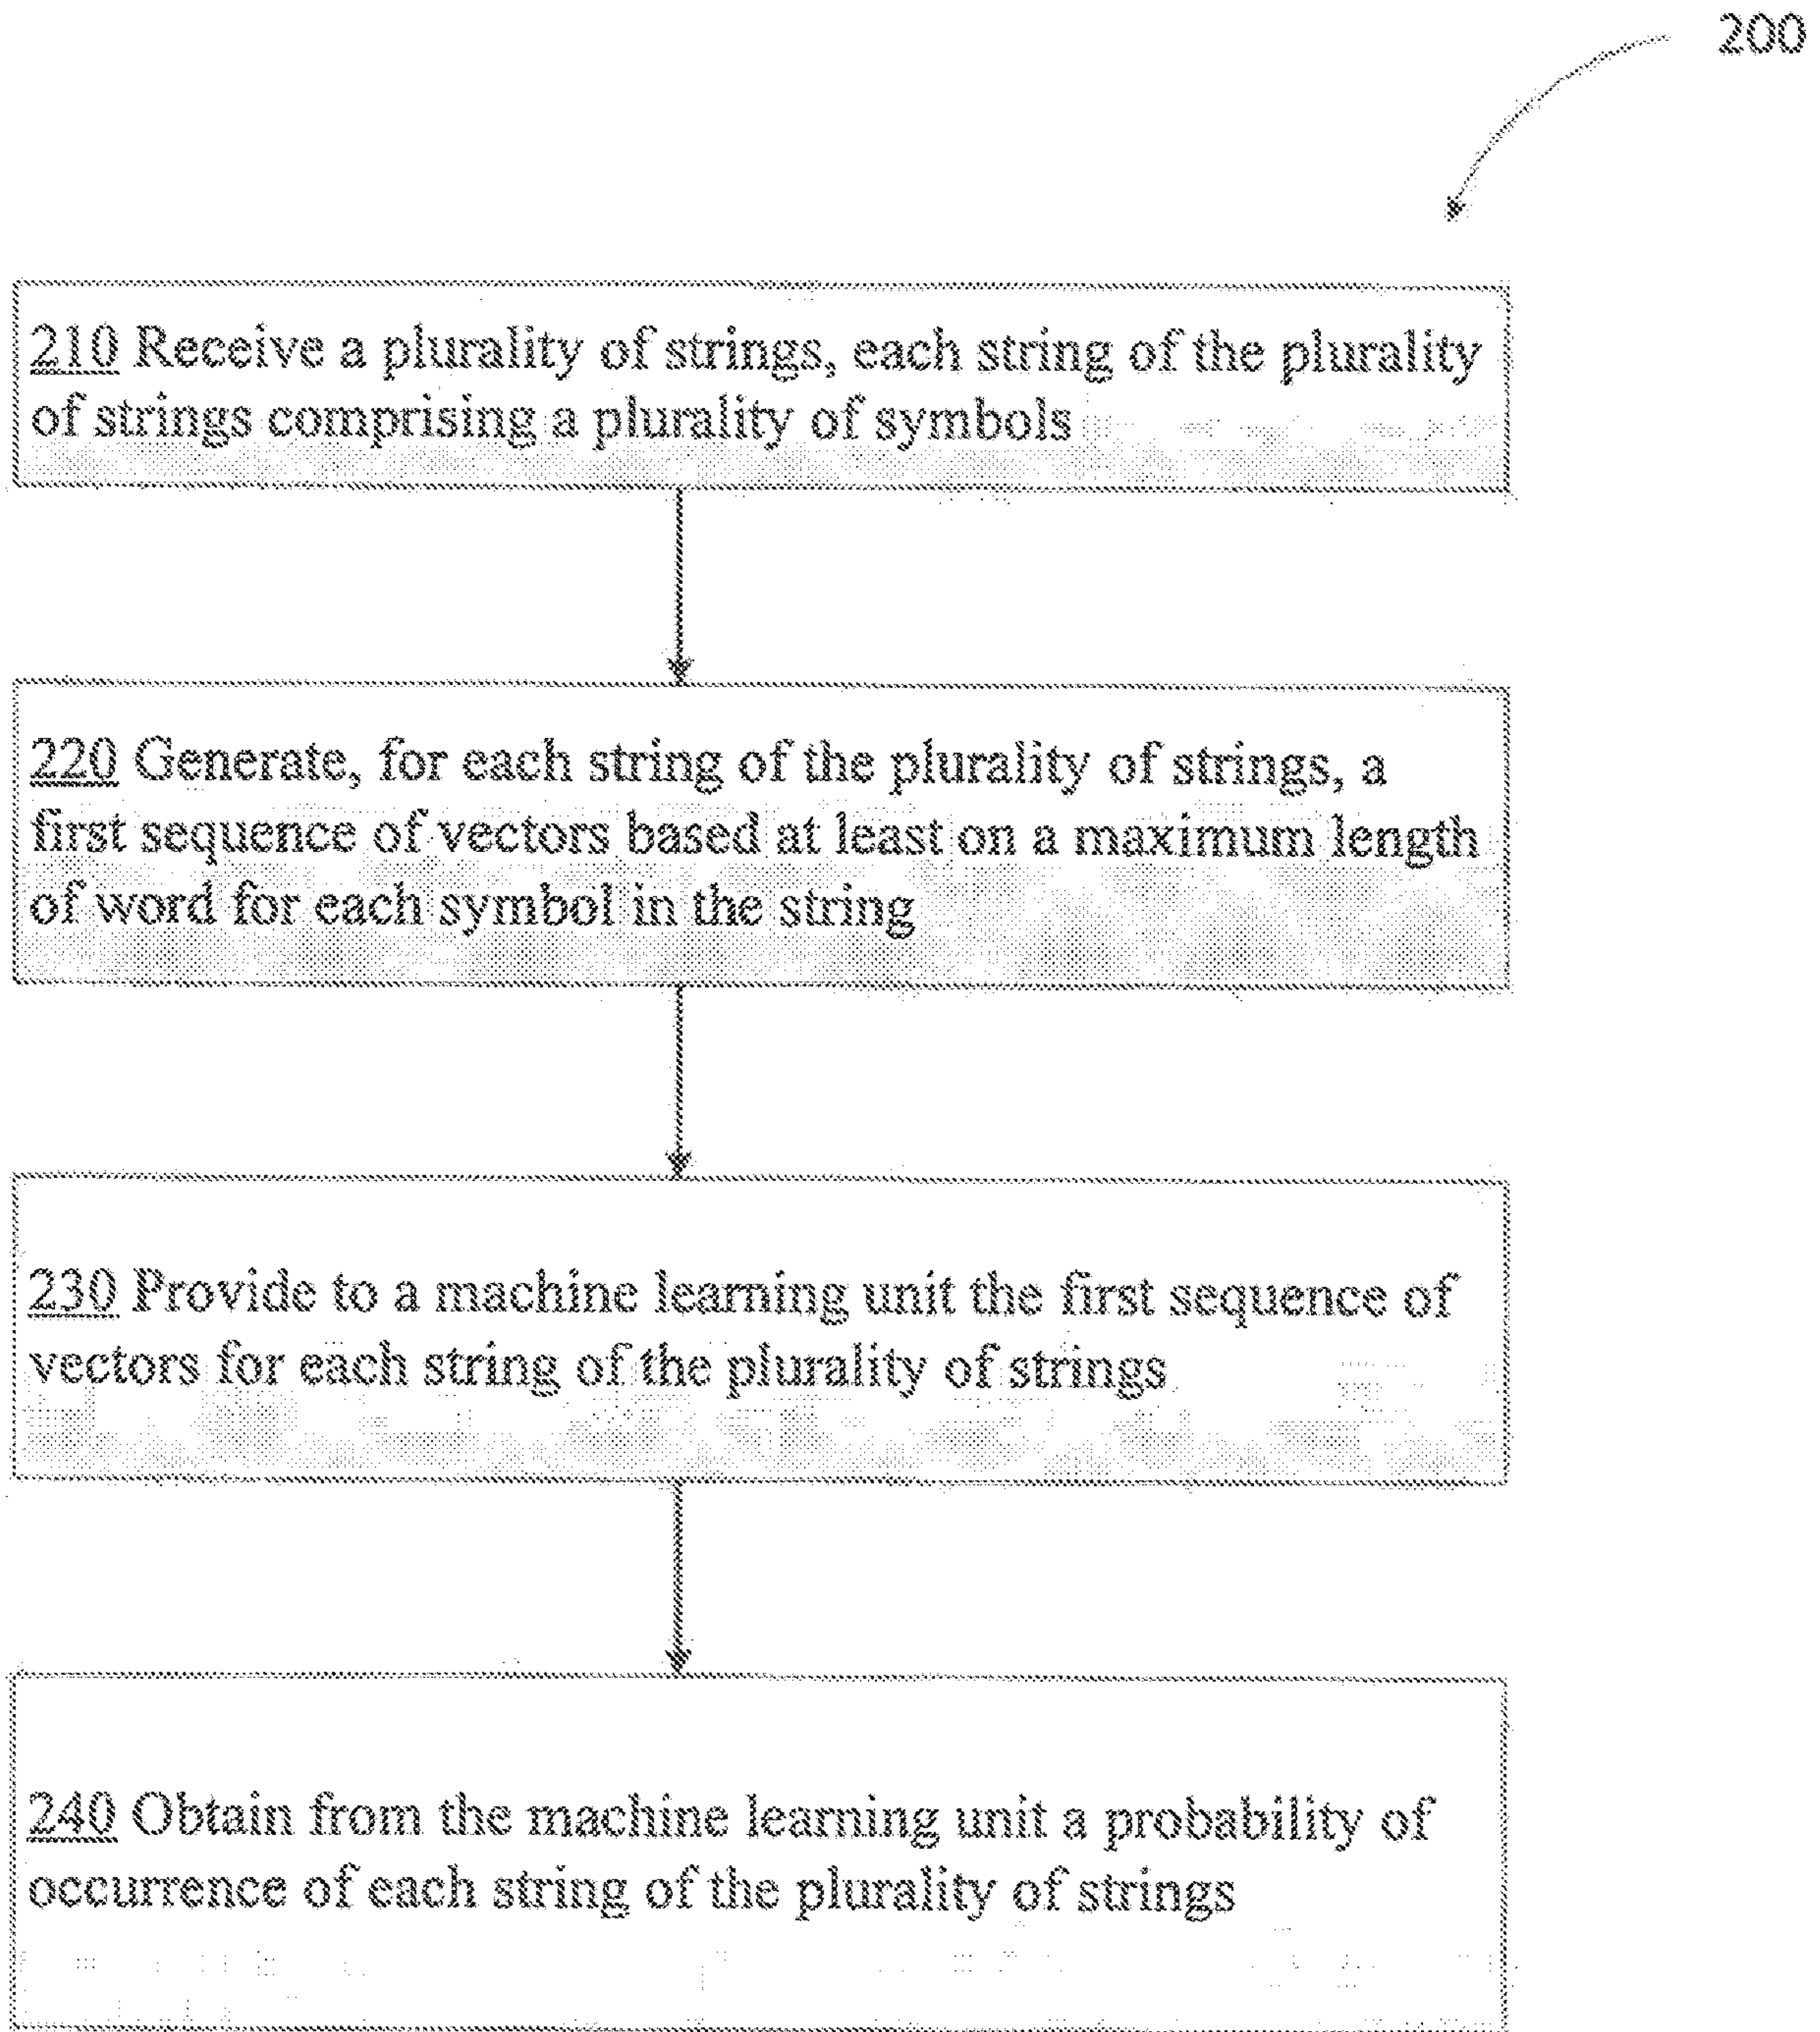 200
210 Receive a plurality of strings, each string of the plurality
of strings comprising a plurality of symbols
220 Generate, for each string of the plurality of strings, a
first sequence of vectors based at least on a maximum length
of word for each symbol in the string
230 Provide to a machine learning unit the first sequence of
vectors for each string of the plurality of strings
240 Obtain from the machine learning unit a probability of
occurrence of each string of the plurality of strings